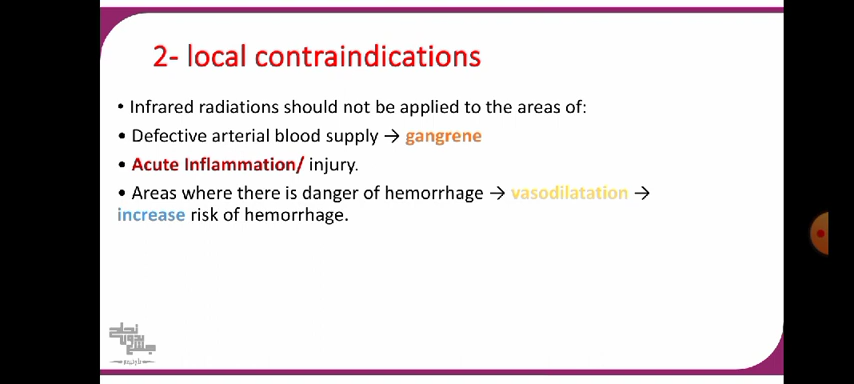 2- local contraindications
• Infrared radiations should not be applied to the areas of:
• Defective arterial blood supply → gangrene
• Acute Inflammation/ injury.
• Areas where there is danger of hemorrhage → vasodilatation →
increase risk of hemorrhage.